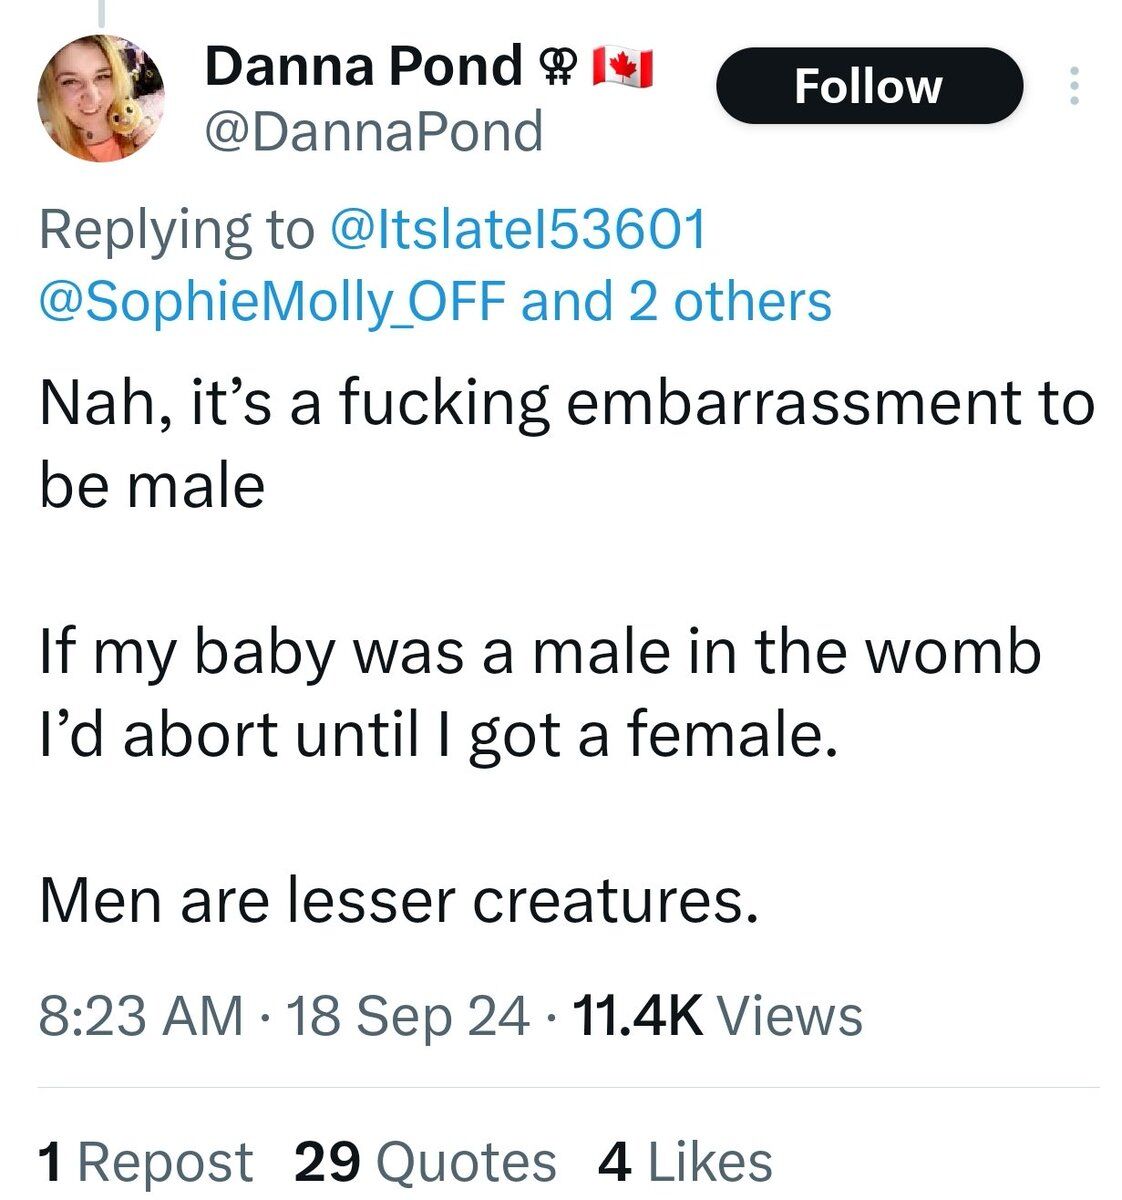 Danna Pond ⚢ 🇨🇦
Follow
@DannaPond
Replying to @Itslatel53601
@SophieMolly_OFF and 2 others
Nah, it’s a fucking embarrassment to
be male
If my baby was a male in the womb
I’d abort until I got a female.
Men are lesser creatures.
8:23 AM · 18 Sep 24 · 11.4K Views
1 Repost 29 Quotes 4 Likes